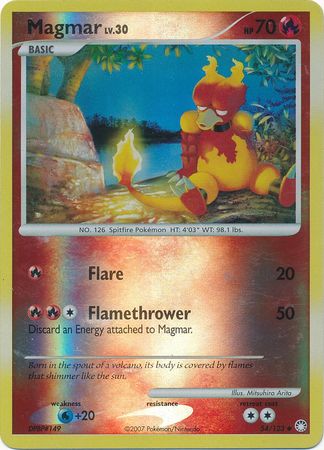 Magmar LV.30 HP 70
BASIC
NO. 126 Spitfire Pokémon HT: 4'03" WT: 98.1 lbs.
Flare 20
Flamethrower 50
Discard an Energy attached to Magmar.
Born in the spout of a volcano, its body is covered by flames
that shimmer like the sun.
Illus. Mitsuhiro Arita
weakness resistance retreat cost
+20
DPBP#149 ©2007 Pokémon/Nintendo 54/123